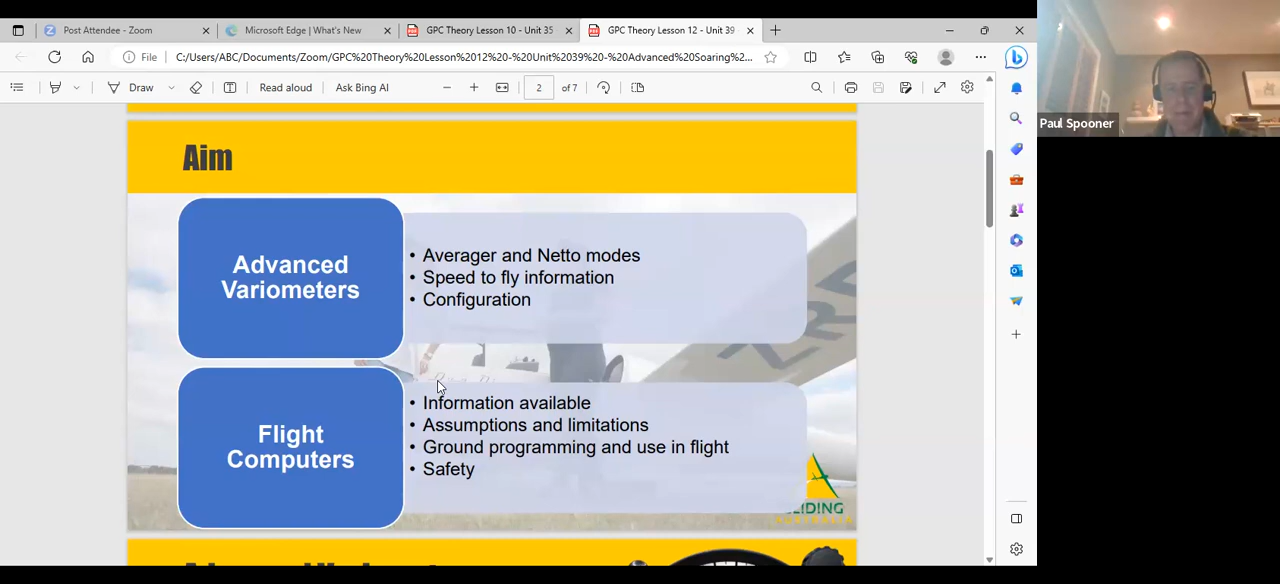 Post Attendee - Zoom
Microsoft Edge | What's New
GPC Theory Lesson 10 - Unit 35
GPC Theory Lesson 12 - Unit 39
File
C:/Users/ABC/Documents/Zoom/GPC%20Theory%20Lesson%2012%20-%20Unit%2039%20-%20Advanced%20Soaring%2...
Draw
Read aloud
Ask Bing AI
2
of 7
Paul Spooner
Aim
Advanced
Variometers
• Averager and Netto modes
• Speed to fly information
• Configuration
Flight
Computers
• Information available
• Assumptions and limitations
• Ground programming and use in flight
• Safety